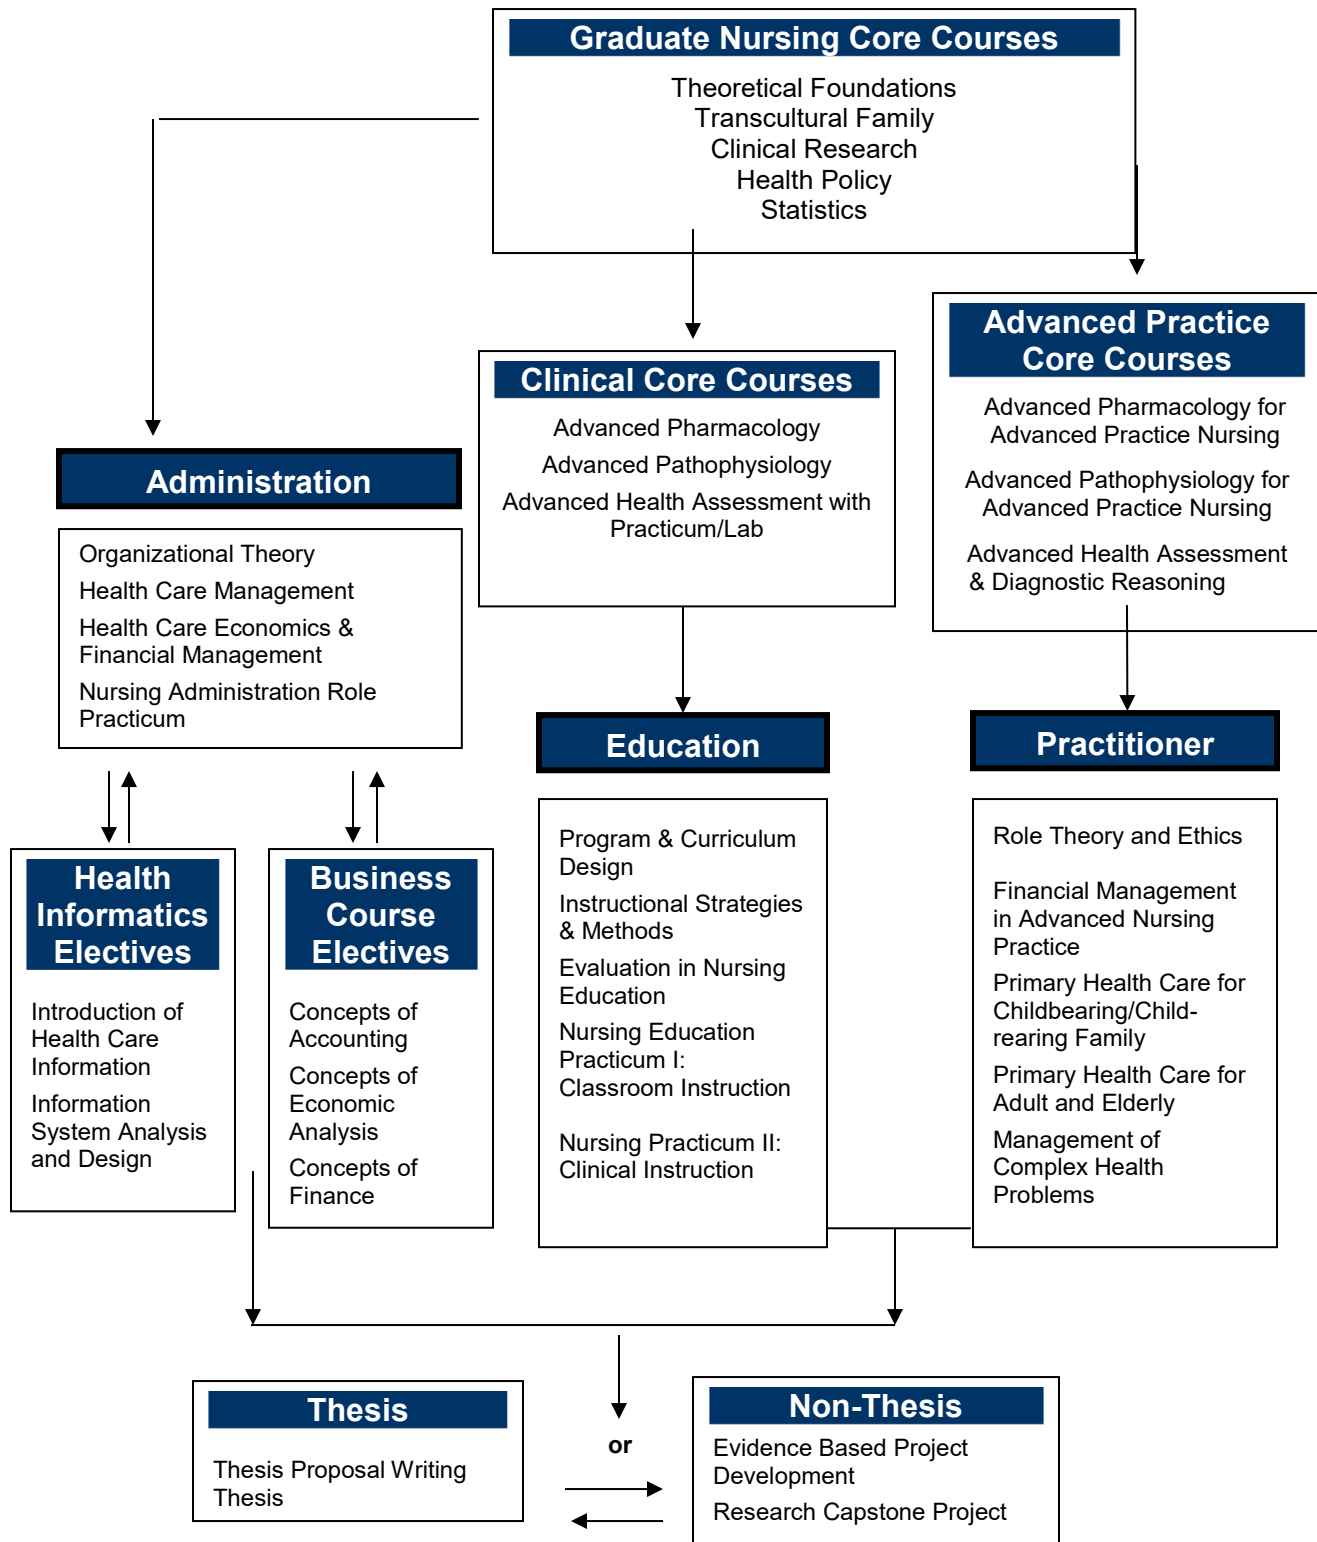 Graduate Nursing Core Courses
Theoretical Foundations
Transcultural Family
Clinical Research
Health Policy
Statistics
Advanced Practice
Core Courses
Advanced Pharmacology for
Advanced Practice Nursing
Advanced Pathophysiology for
Advanced Practice Nursing
Advanced Health Assessment
& Diagnostic Reasoning
Clinical Core Courses
Advanced Pharmacology
Advanced Pathophysiology
Advanced Health Assessment with
Practicum/Lab
Administration
Organizational Theory
Health Care Management
Health Care Economics &
Financial Management
Nursing Administration Role
Practicum
Education
Program & Curriculum
Design
Instructional Strategies
& Methods
Evaluation in Nursing
Education
Nursing Education
Practicum I:
Classroom Instruction
Nursing Practicum II:
Clinical Instruction
Practitioner
Role Theory and Ethics
Financial Management
in Advanced Nursing
Practice
Primary Health Care for
Childbearing/Child-
rearing Family
Primary Health Care for
Adult and Elderly
Management of
Complex Health
Problems
Health
Informatics
Electives
Introduction of
Health Care
Information
Information
System Analysis
and Design
Business
Course
Electives
Concepts of
Accounting
Concepts of
Economic
Analysis
Concepts of
Finance
Thesis
Thesis Proposal Writing
Thesis
or
Non-Thesis
Evidence Based Project
Development
Research Capstone Project